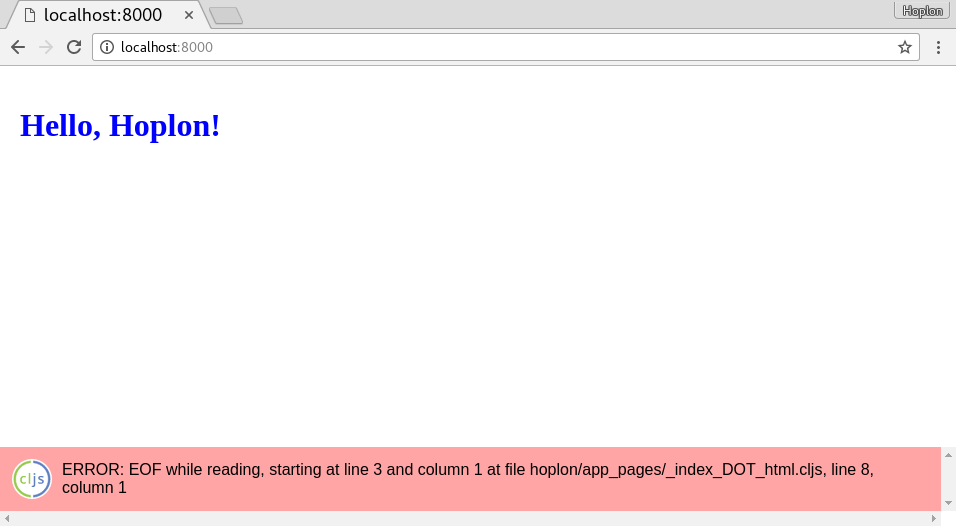 localhost:8000
Hoplon
localhost:8000
Hello, Hoplon!
cljs
ERROR: EOF while reading, starting at line 3 and column 1 at file hoplon/app_pages/_index_DOT_html.cljs, line 8,
column 1